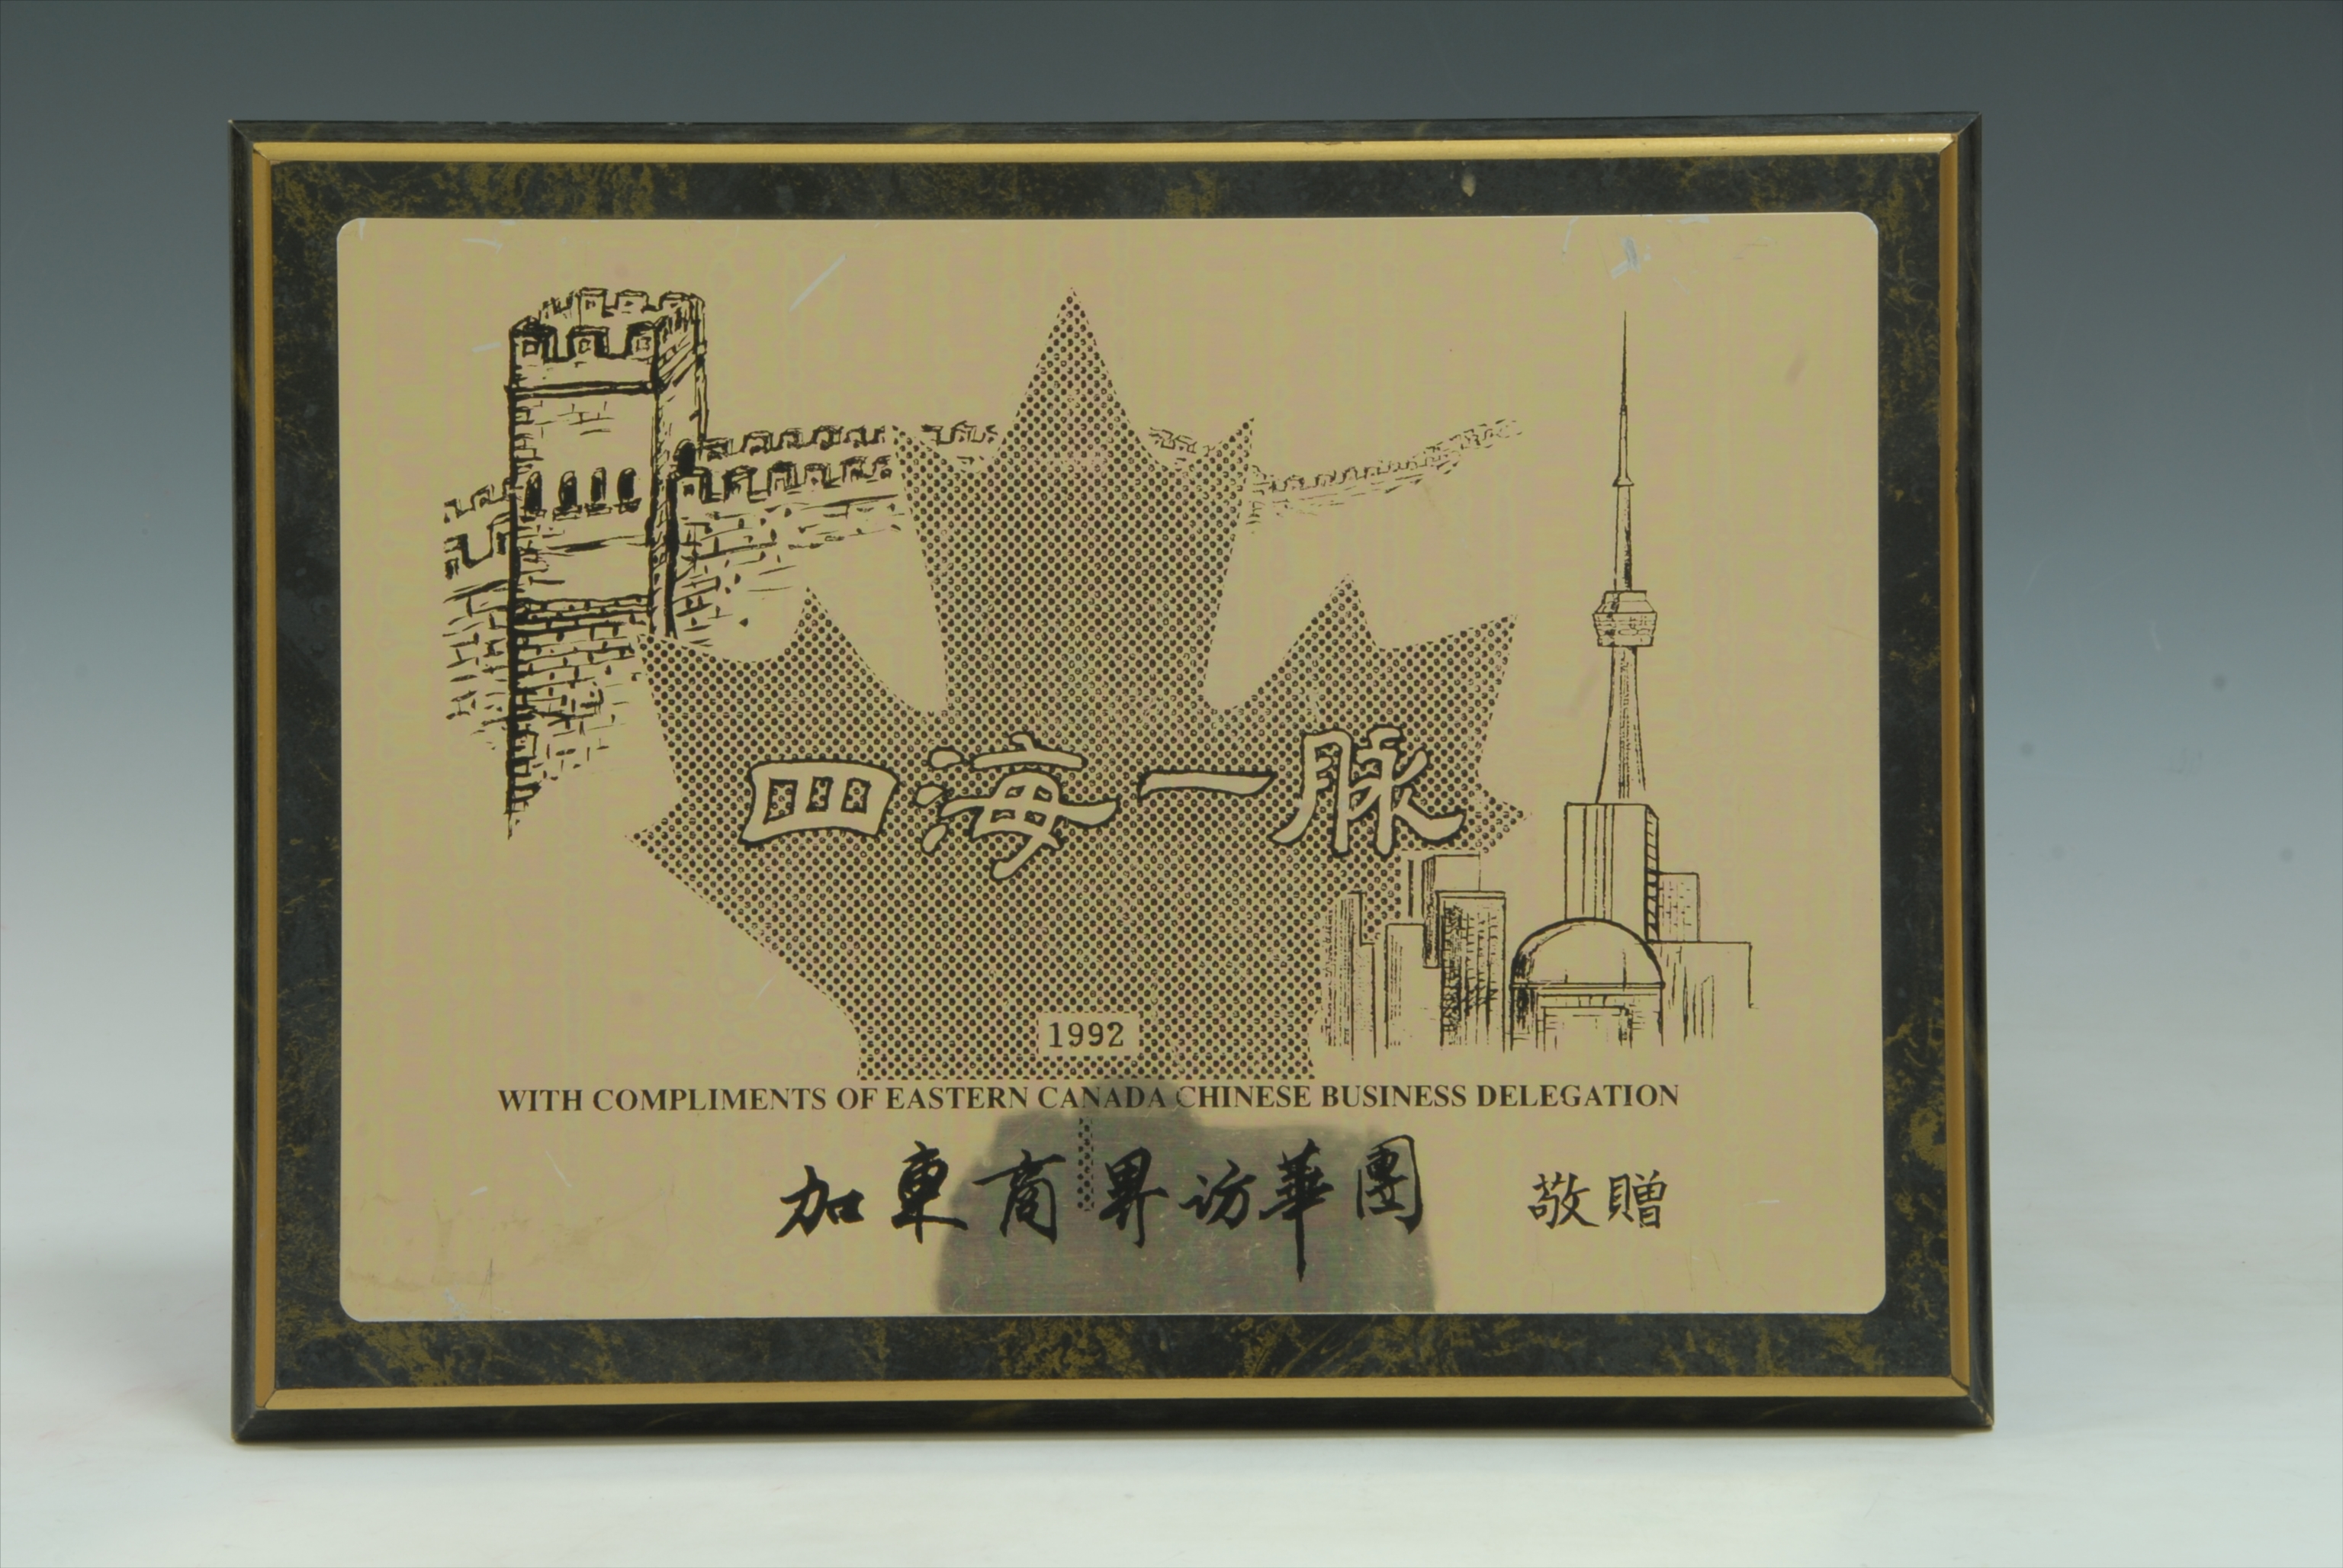 四海一脉
1992
WITH COMPLIMENTS OF EASTERN CANADA CHINESE BUSINESS DELEGATION
加東商界访華團 敬贈